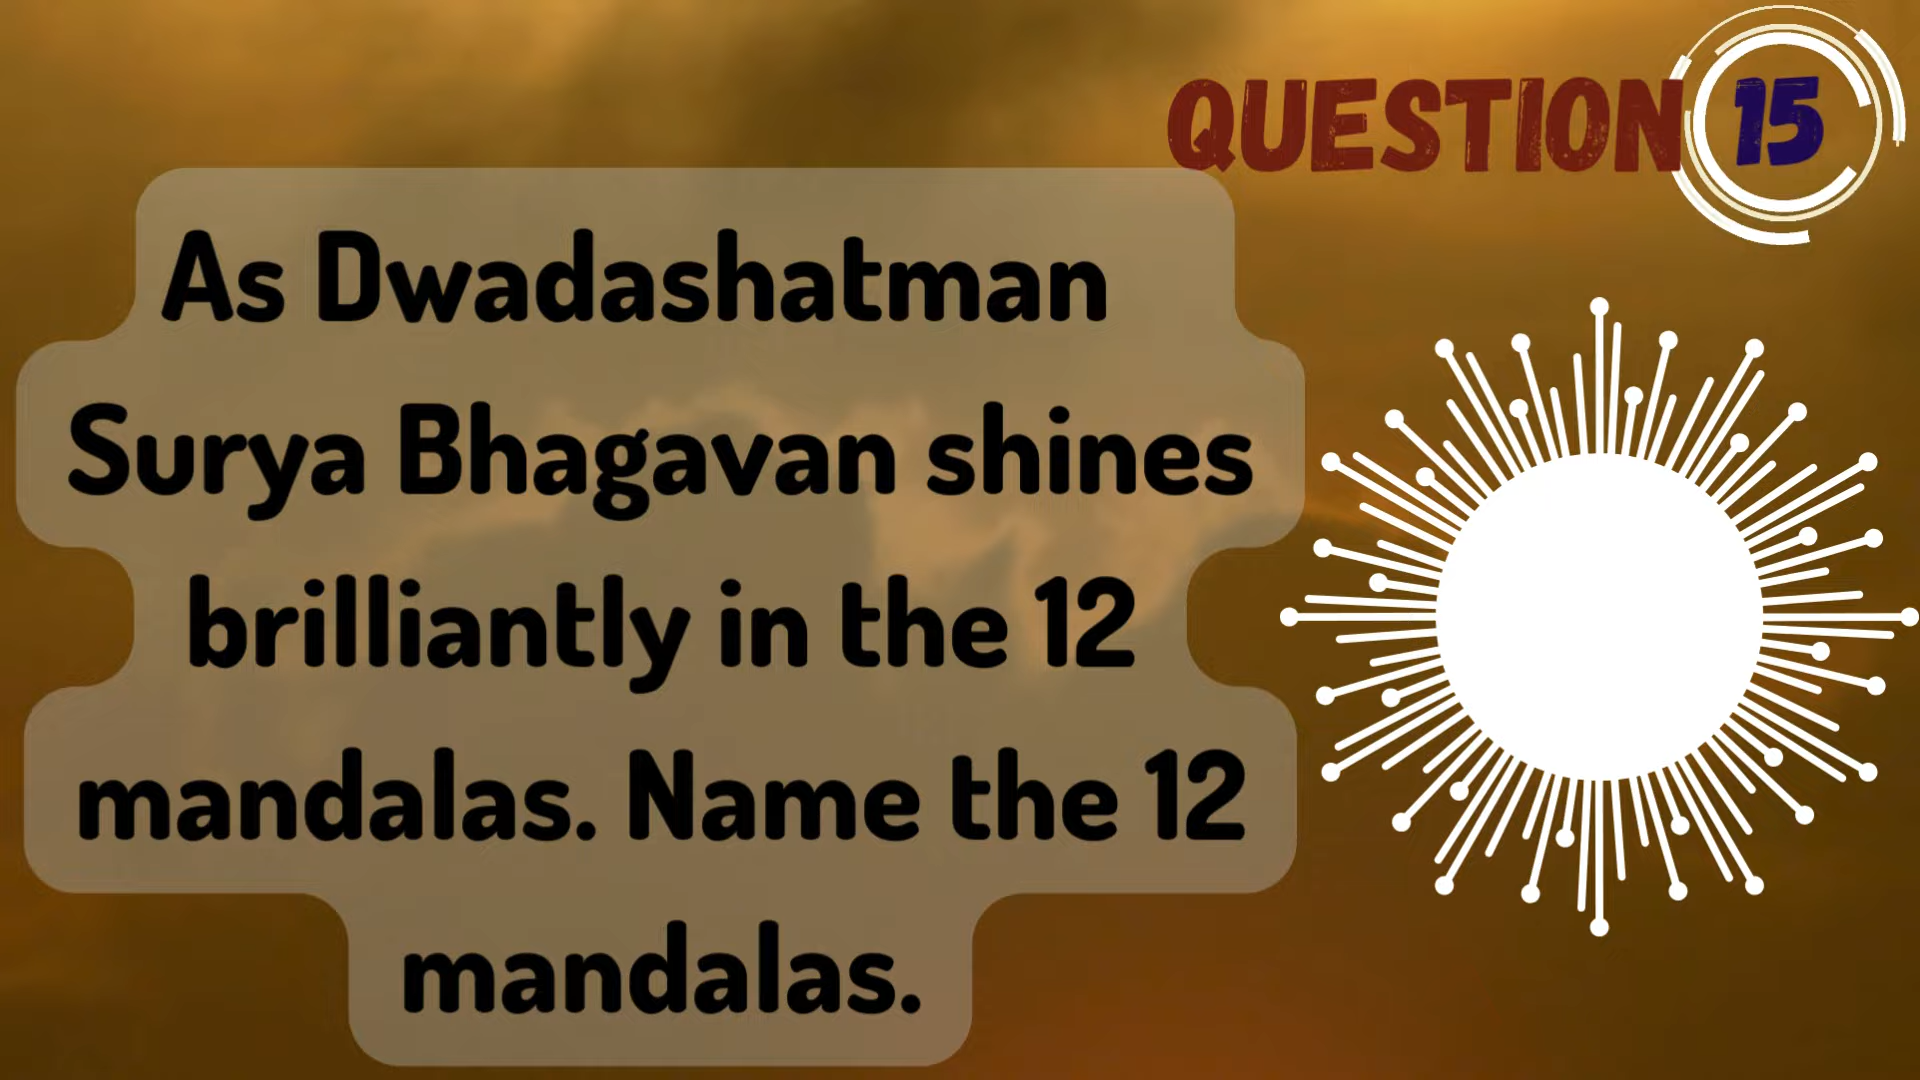 QUESTION 15
As Dwadashatman
Surya Bhagavan shines
brilliantly in the 12
mandalas. Name the 12
mandalas.